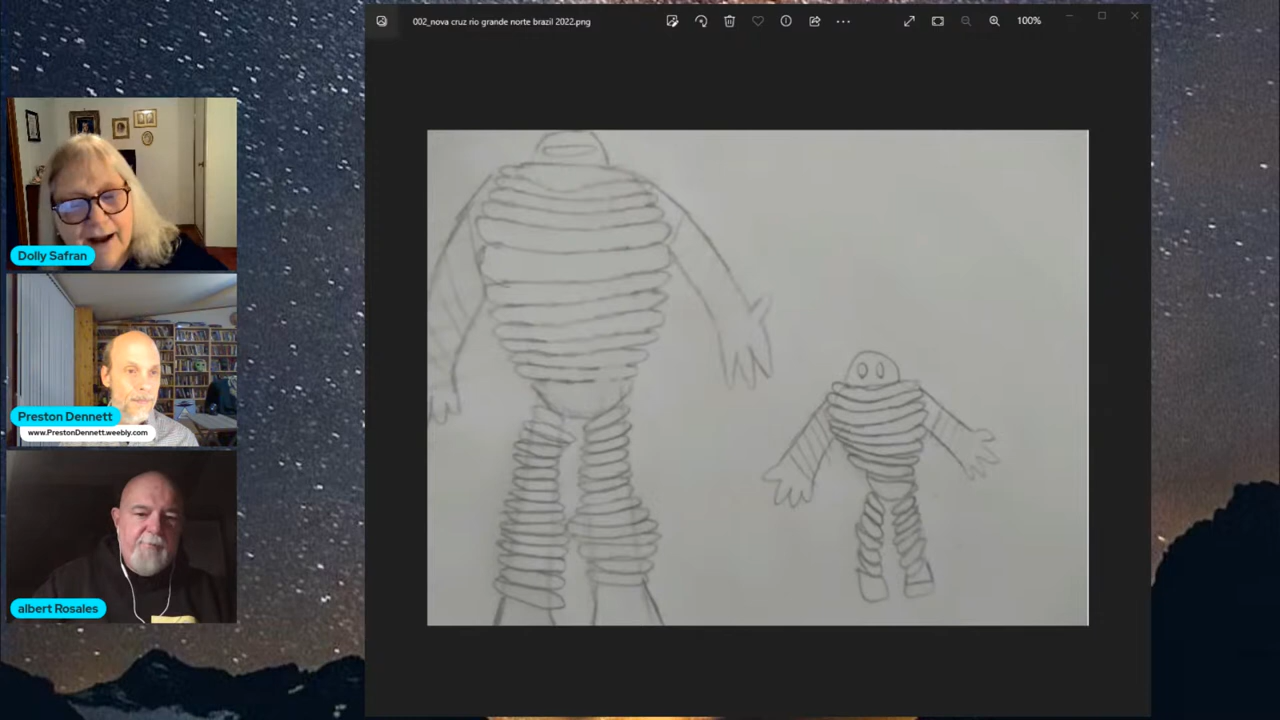 002_nova cruz rio grande norte brazil 2022.png
100%
Dolly Safran
Preston Dennett
www.PrestonDennett.weebly.com
albert Rosales